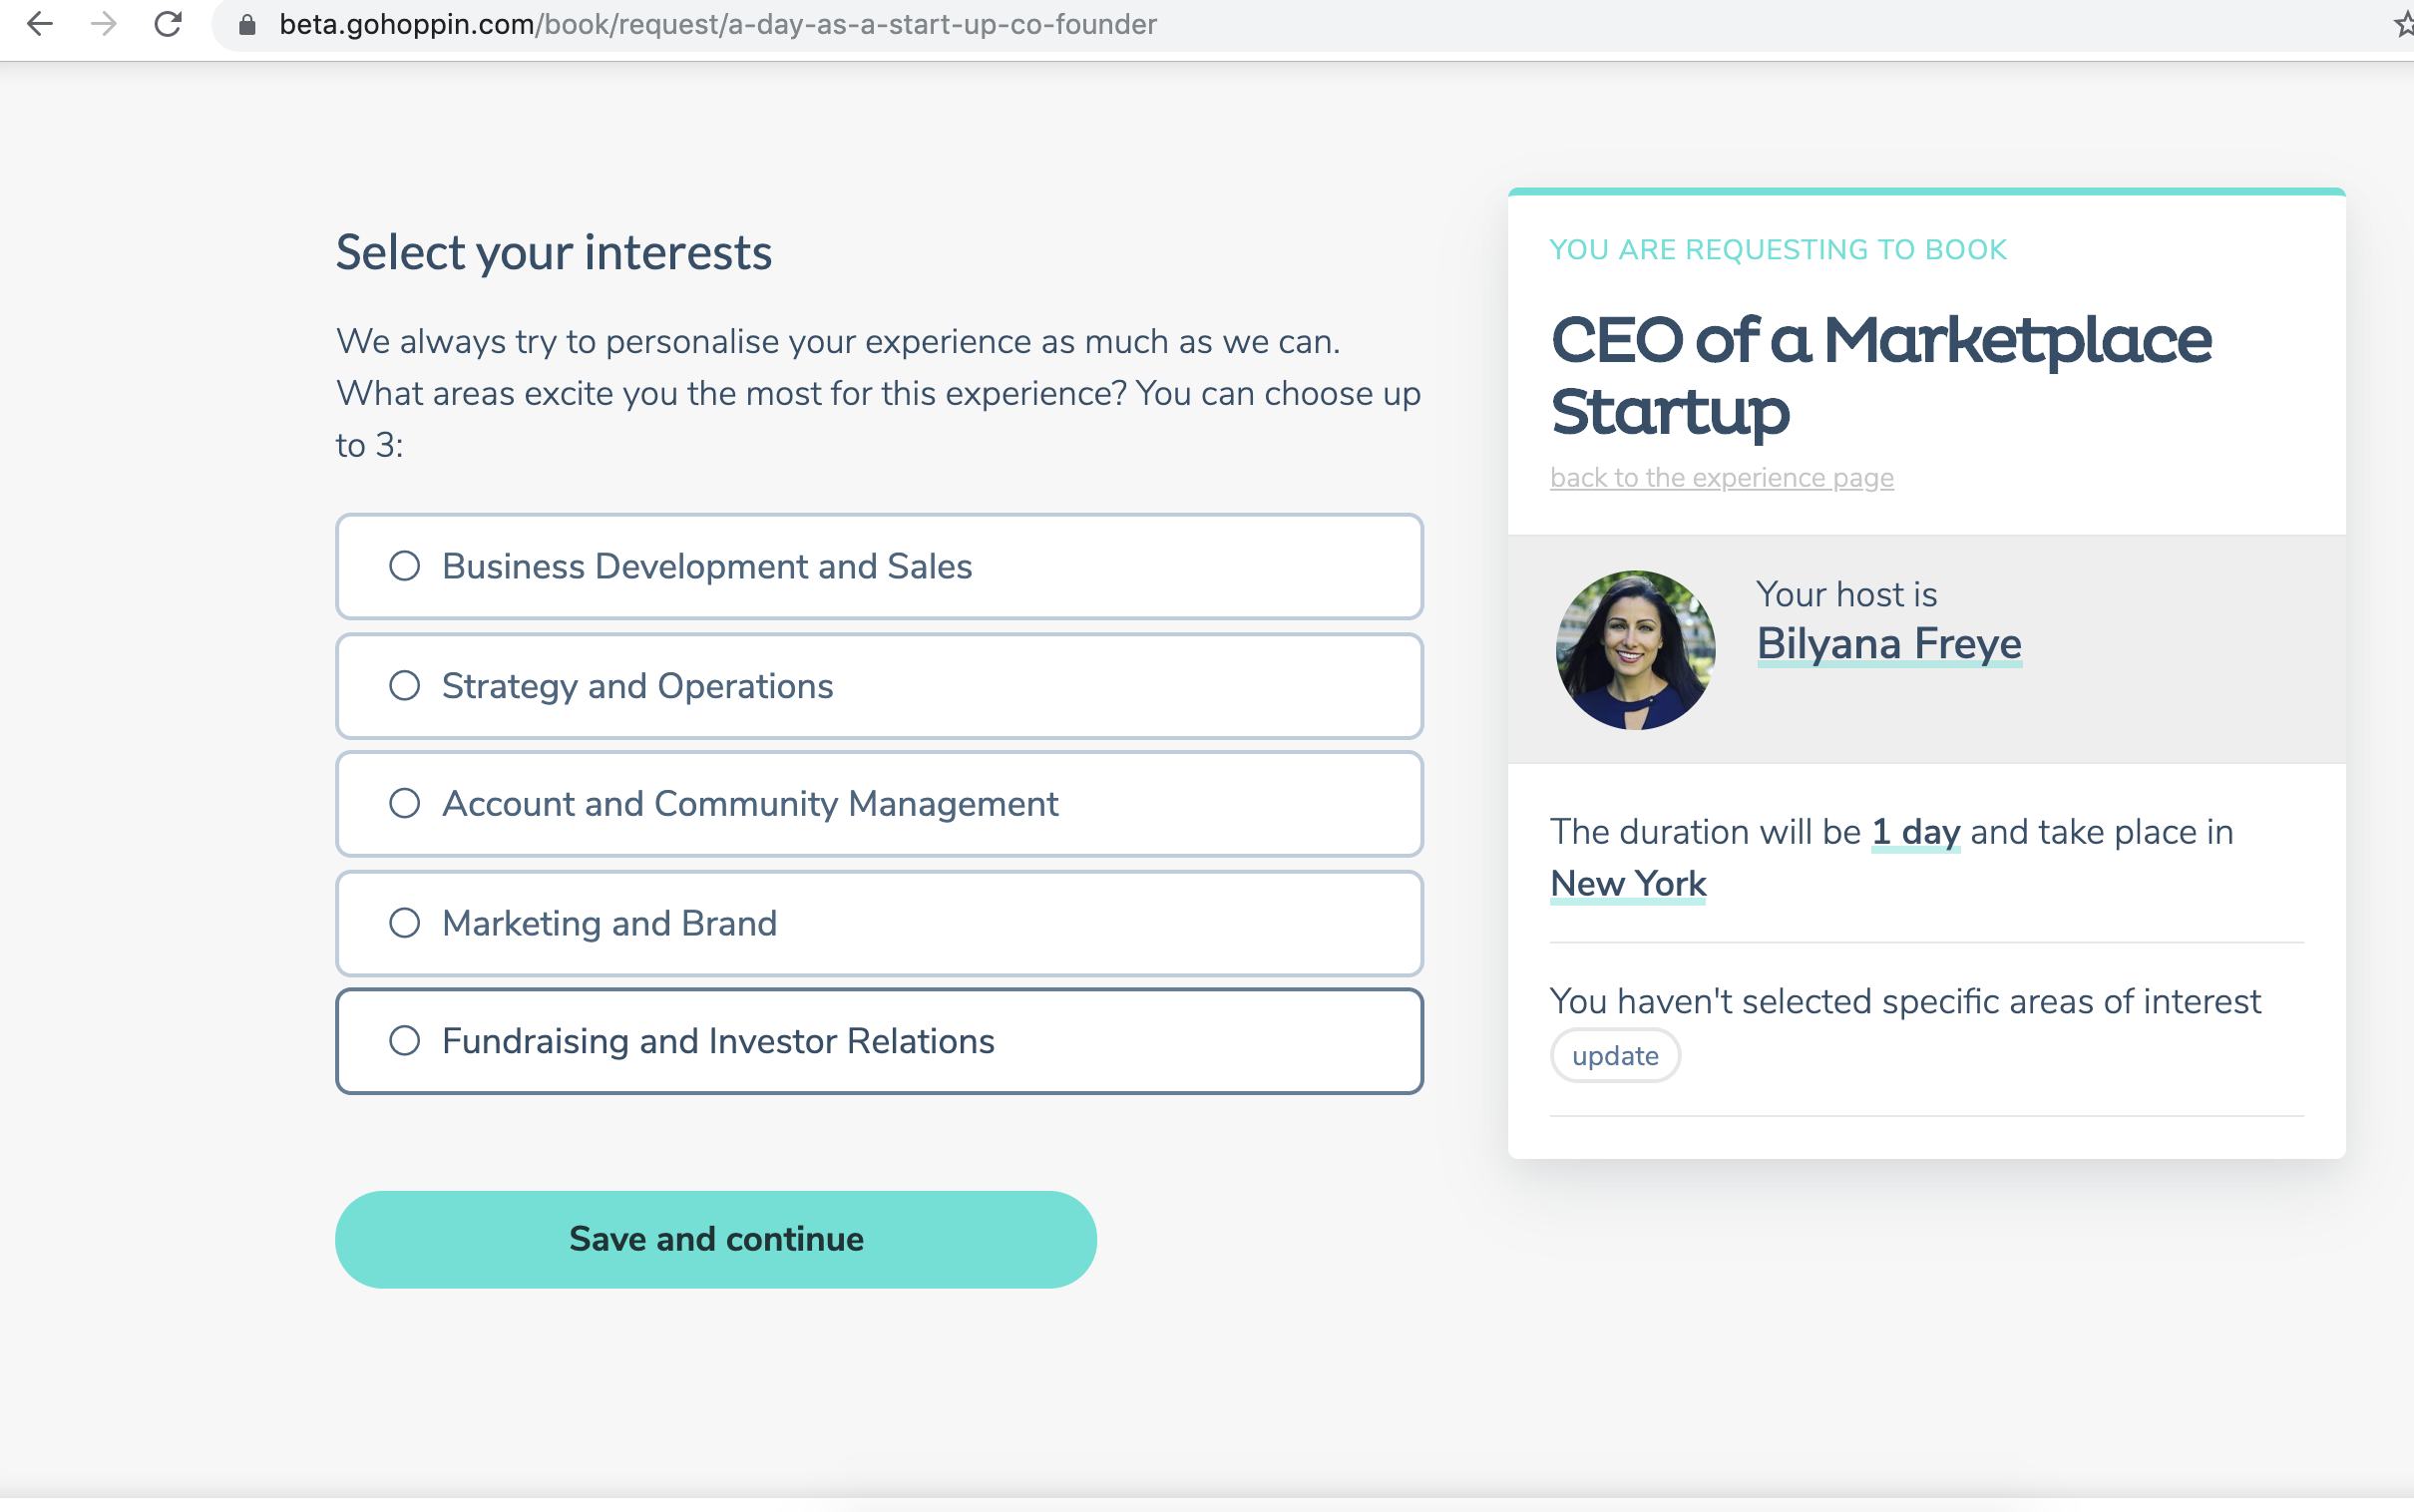 beta.gohoppin.com/book/request/a-day-as-a-start-up-co-founder
Select your interests
We always try to personalise your experience as much as we can.
What areas excite you the most for this experience? You can choose up
to 3:
Business Development and Sales
Strategy and Operations
Account and Community Management
Marketing and Brand
Fundraising and Investor Relations
Save and continue
YOU ARE REQUESTING TO BOOK
CEO of a Marketplace
Startup
back to the experience page
Your host is
Bilyana Freye
The duration will be 1 day and take place in
New York
You haven't selected specific areas of interest
update